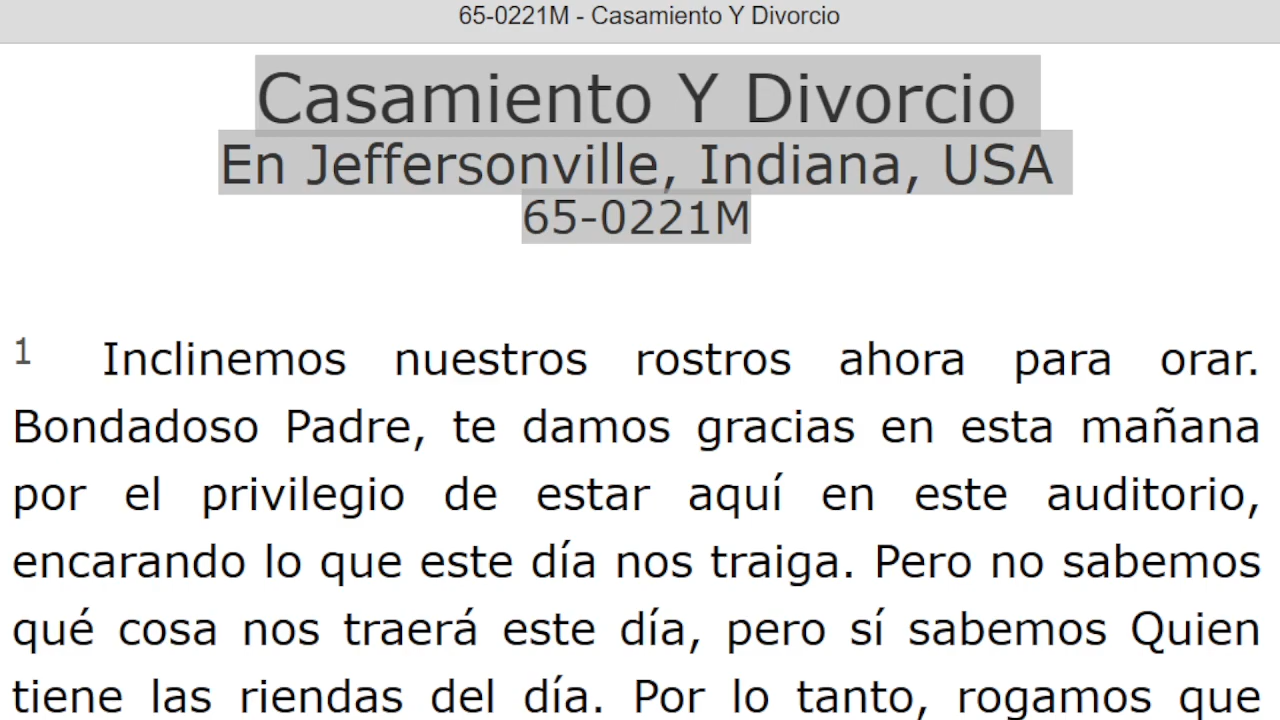 65-0221M - Casamiento Y Divorcio
Casamiento Y Divorcio
En Jeffersonville, Indiana, USA
65-0221M
1 Inclinemos nuestros rostros ahora para orar.
Bondadoso Padre, te damos gracias en esta mañana
por el privilegio de estar aquí en este auditorio,
encarando lo que este día nos traiga. Pero no sabemos
qué cosa nos traerá este día, pero sí sabemos Quien
tiene las riendas del día. Por lo tanto, rogamos que